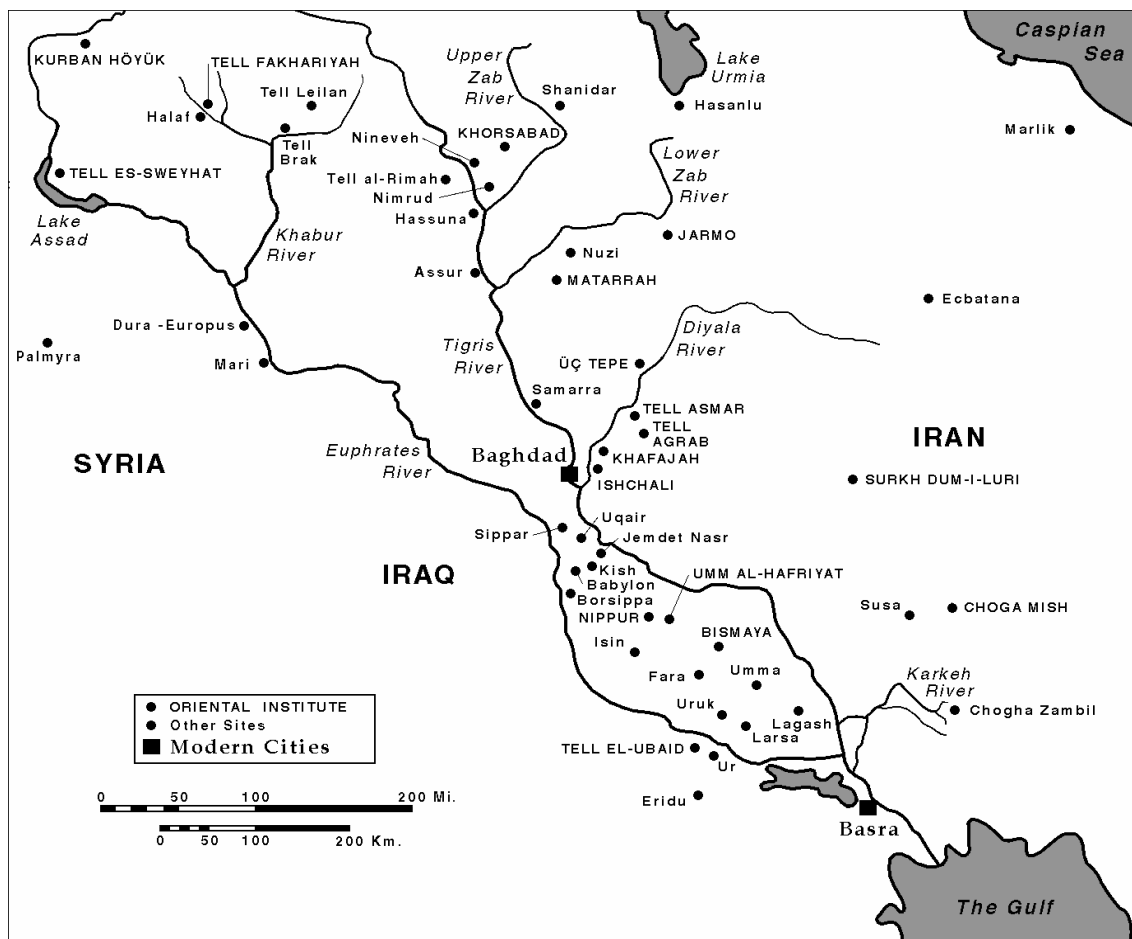 Caspian
Sea
KURBAN HÖYÜK
TELL FAKHARIYAH
Upper
Zab
River
Lake
Urmia
Tell Leilan
Shanidar
Hasanlu
Halaf
KHORSABAD
Marlik
Nineveh
Tell
Brak
Lower
Zab
River
TELL ES-SWEYHAT
Tell al-Rimah
Nimrud
Lake
Assad
Hassuna
Khabur
River
JARMO
Nuzi
Assur
MATARRAH
Ecbatana
Dura -Europus
Diyala
River
Palmyra
Mari
Tigris
River
ÜÇ TEPE
Samarra
TELL ASMAR
TELL
AGRAB
IRAN
Euphrates
River
Baghdad
KHAFAJAH
SYRIA
ISHCHALI
SURKH DUM-I-LURI
Uqair
Sippar
Jemdet Nasr
IRAQ
Kish
UMM AL-HAFRIYAT
Babylon
Borsippa
Susa
CHOGA MISH
NIPPUR
BISMAYA
Isin
Fara
Umma
Karkeh
River
Uruk
Lagash
Chogha Zambil
Larsa
ORIENTAL INSTITUTE
Other Sites
Modern Cities
TELL EL-UBAID
Ur
Eridu
0 50 100 200 Mi.
Basra
0 50 100 200 Km.
The Gulf